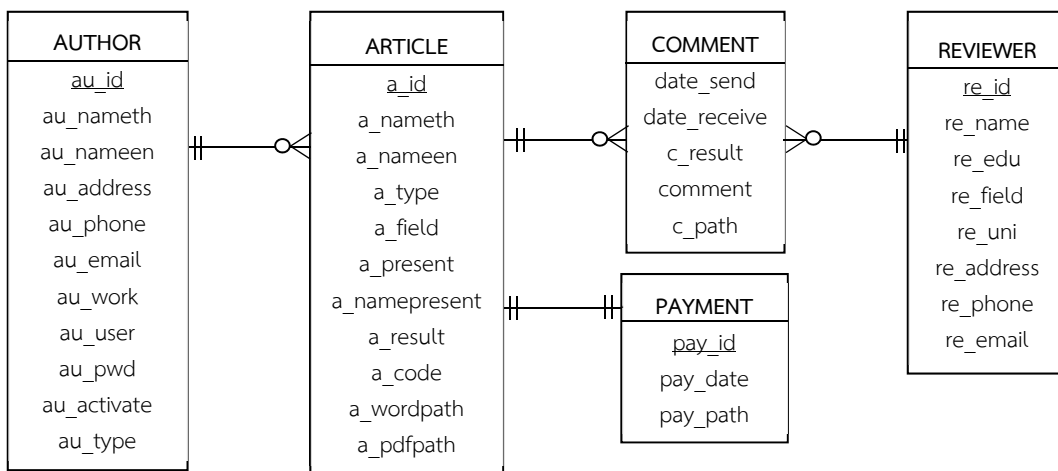 AUTHOR
au_id
au_nameth
au_nameen
au_address
au_phone
au_email
au_work
au_user
au_pwd
au_activate
au_type
ARTICLE
a_id
a_nameth
a_nameen
a_type
a_field
a_present
a_namepresent
a_result
a_code
a_wordpath
a_pdfpath
COMMENT
date_send
date_receive
c_result
comment
c_path
PAYMENT
pay_id
pay_date
pay_path
REVIEWER
re_id
re_name
re_edu
re_field
re_uni
re_address
re_phone
re_email